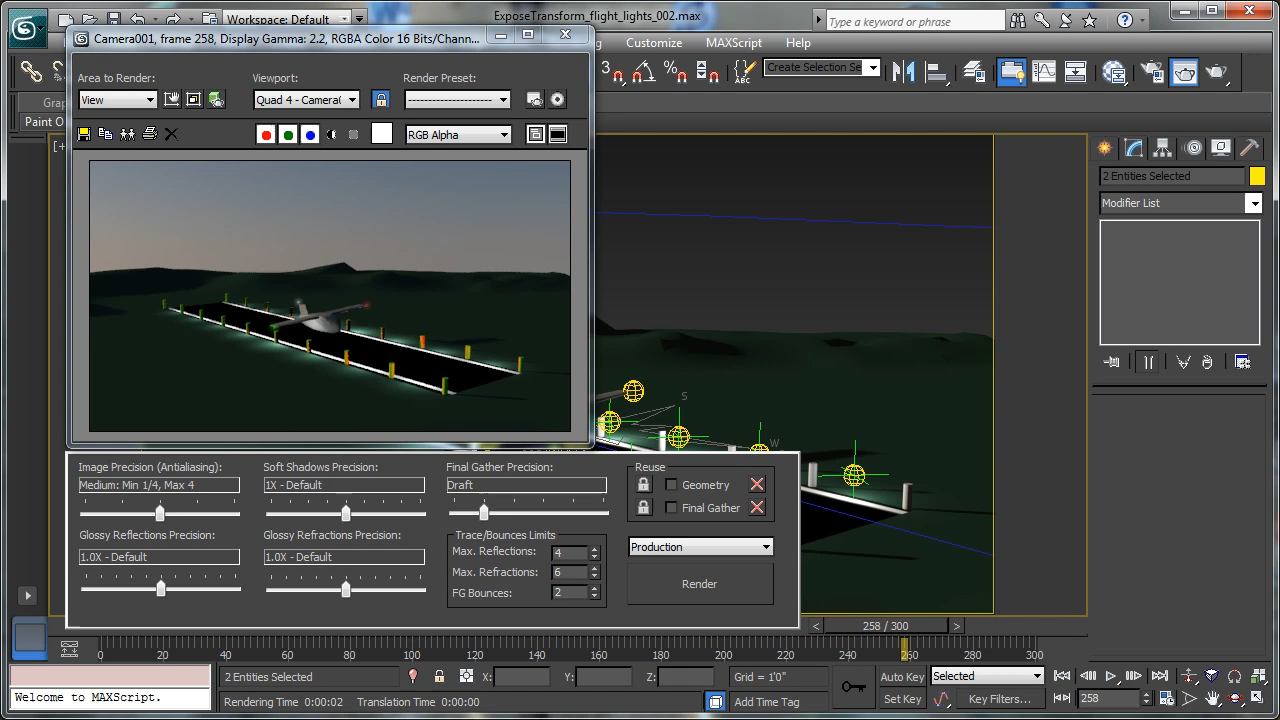 Workspace: Default
ExposeTransform_flight_lights_002.max
Type a keyword or phrase
Camera001, frame 258, Display Gamma: 2.2, RGBA Color 16 Bits/Chann...
Customize
MAXScript
Help
Area to Render:
Viewport:
Render Preset:
View
Quad 4 - Camera(
Create Selection Se
ABC
RGB Alpha
Paint O
[+
2 Entities Selected
Modifier List
S
W
Image Precision (Antialiasing):
Soft Shadows Precision:
Final Gather Precision:
Reuse
Medium: Min 1/4, Max 4
1X - Default
Draft
Geometry
Final Gather
Glossy Reflections Precision:
Glossy Refractions Precision:
Trace/Bounces Limits
1.0X - Default
1.0X - Default
Max. Reflections: 4
Max. Refractions: 6
FG Bounces: 2
Production
Render
< 258 / 300 >
0 20 40 60 80 100 120 140 160 180 200 220 240 260 280 300
2 Entities Selected
X:
Y:
Z:
Grid = 1'0"
Auto Key
Selected
Welcome to MAXScript.
Rendering Time 0:00:02
Translation Time 0:00:00
Add Time Tag
Set Key
Key Filters...
258